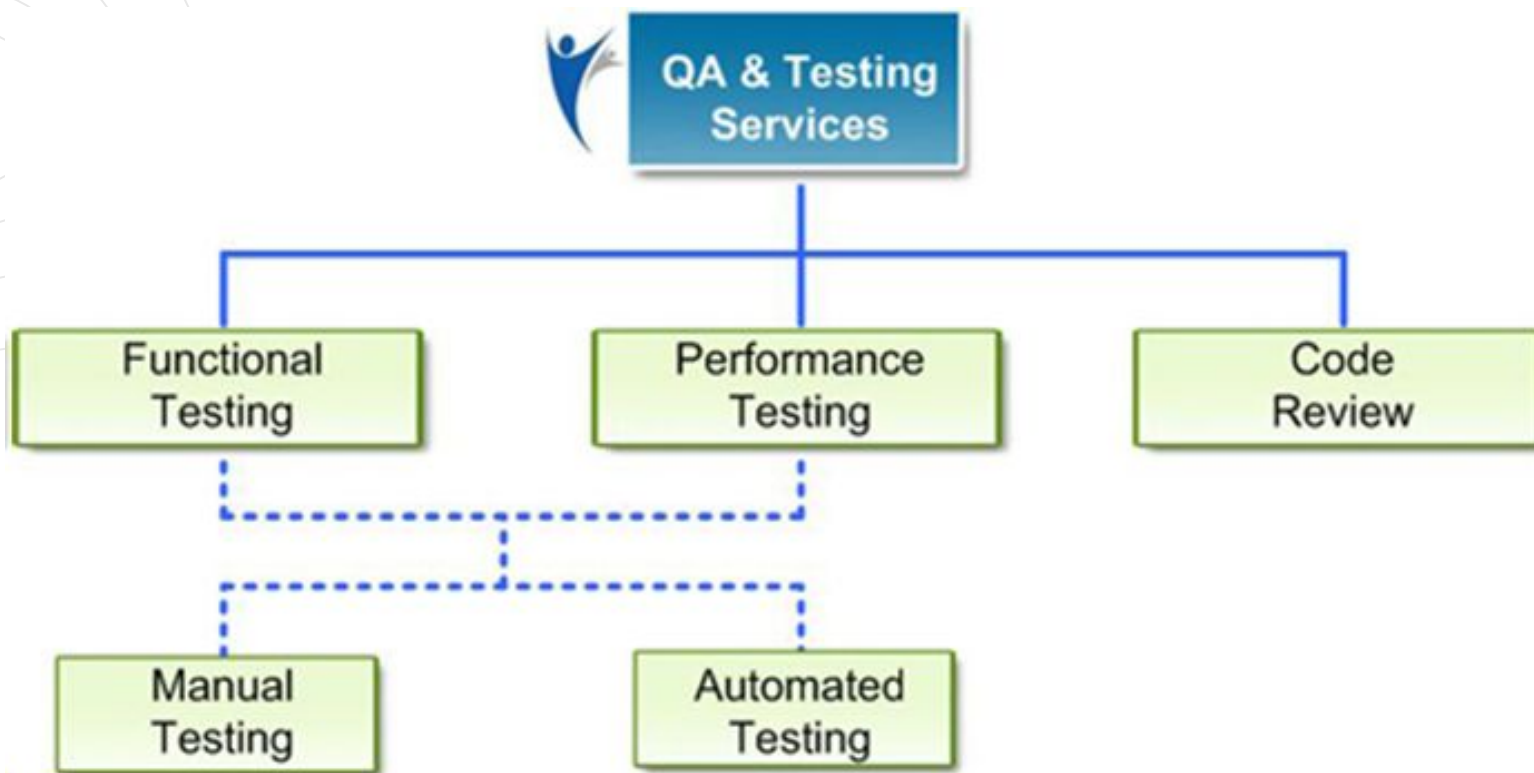 QA & Testing
Services
Functional
Testing
Performance
Testing
Code
Review
Manual
Testing
Automated
Testing